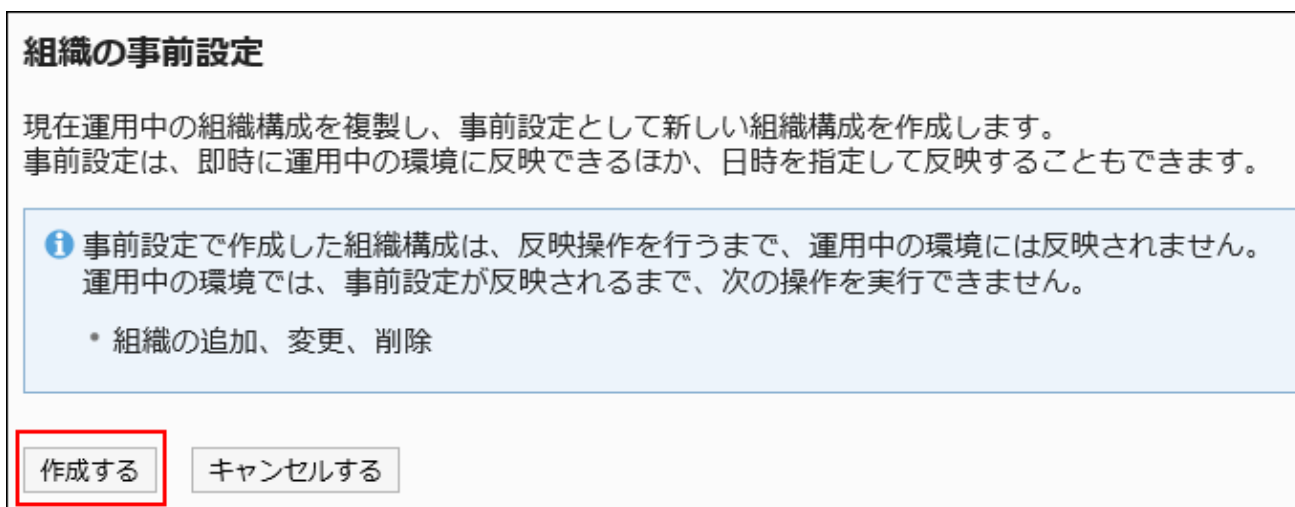 組織の事前設定
現在運用中の組織構成を複製し、事前設定として新しい組織構成を作成します。
事前設定は、即時に運用中の環境に反映できるほか、日時を指定して反映することもできます。
事前設定で作成した組織構成は、反映操作を行うまで、運用中の環境には反映されません。
運用中の環境では、事前設定が反映されるまで、次の操作を実行できません。
• 組織の追加、変更、削除
作成する キャンセルする